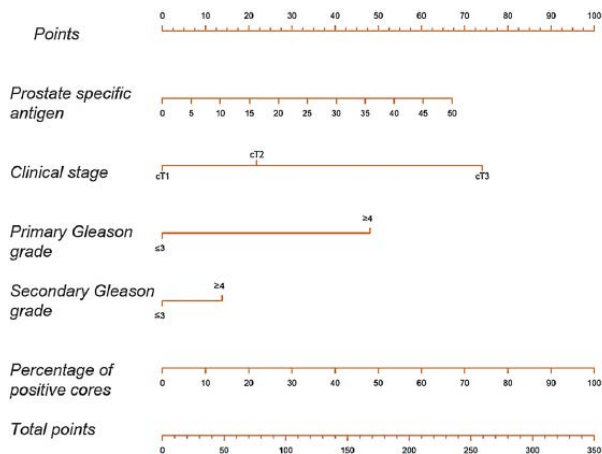 0 10 20 30 40 50 60 70 80 90 100
Points
Prostate specific
antigen
0 5 10 15 20 25 30 35 40 45 50
cT2
Clinical stage
cT1 cT3
≥4
Primary Gleason
grade
≤3
Secondary Gleason
grade
≥4
≤3
Percentage of
positive cores
0 10 20 30 40 50 60 70 80 90 100
Total points
0 50 100 150 200 250 300 350